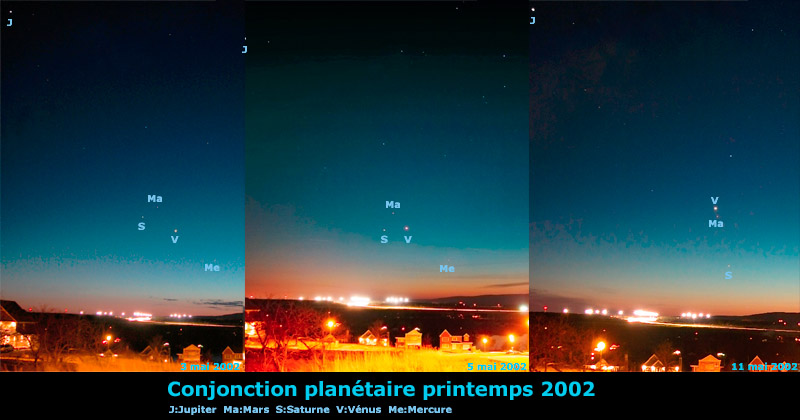 J
Ma
S
V
Me
mai 2002
J
Ma
S
V
Me
5 mai 2002
J
V
Ma
S
11 mai 2002
Conjonction planétaire printemps 2002
J:Jupiter Ma:Mars S:Saturne V:Vénus Me:Mercure